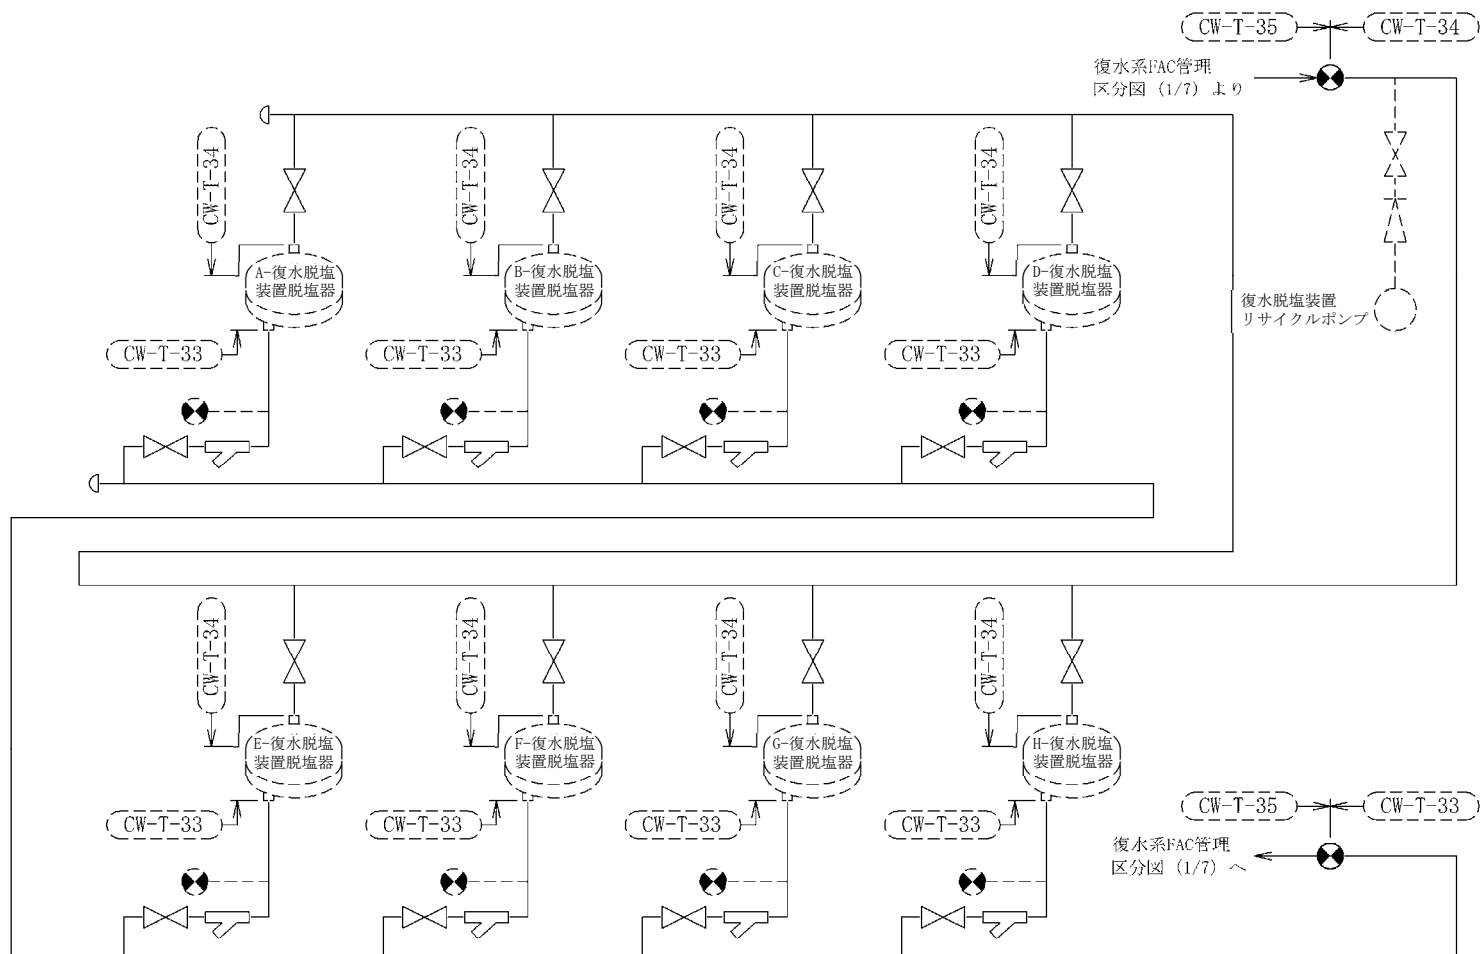 CW-T-35
CW-T-34
復水系FAC管理
区分図 (1/7) より
CW-T-34
CW-T-34
CW-T-34
CW-T-34
A-復水脱塩
装置脱塩器
B-復水脱塩
装置脱塩器
C-復水脱塩
装置脱塩器
D-復水脱塩
装置脱塩器
復水脱塩装置
リサイクルポンプ
CW-T-33
CW-T-33
CW-T-33
CW-T-33
CW-T-34
CW-T-34
CW-T-34
CW-T-34
E-復水脱塩
装置脱塩器
F-復水脱塩
装置脱塩器
G-復水脱塩
装置脱塩器
H-復水脱塩
装置脱塩器
CW-T-33
CW-T-33
CW-T-33
CW-T-33
CW-T-35
CW-T-33
復水系FAC管理
区分図 (1/7) へ